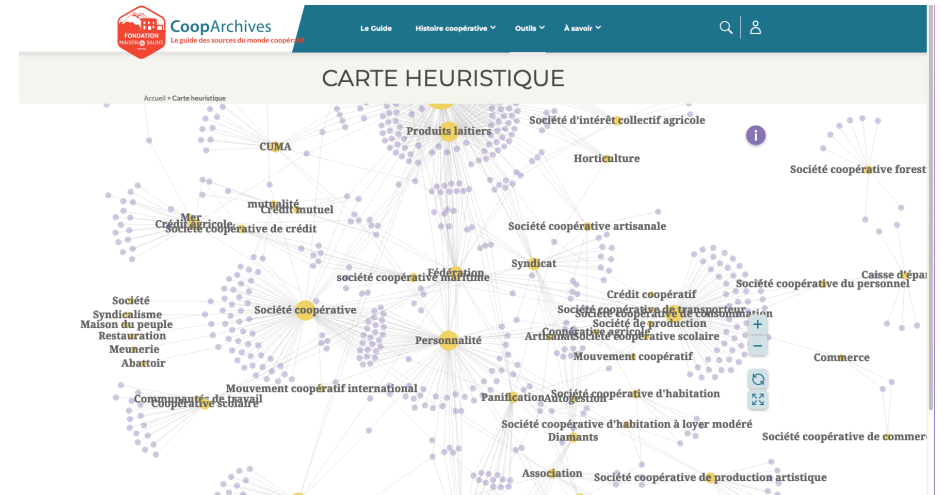 FONDATION
MAISON DE SALINS
CoopArchives
Le guide des sources du monde coopéra
Le Guide
Histoire coopérative
Outils
À savoir
CARTE HEURISTIQUE
Accueil > Carte heuristique
i
Société d'intérêt collectif agricole
Produits laitiers
CUMA
Horticulture
Société coopérative forest
mutualité
Crédit mutuel
Mer
Crédit agricole
Société coopérative de crédit
Société coopérative artisanale
Syndicat
Fédération
société coopérative maritime
Caisse d'épar
Société coopérative du personnel
Crédit coopératif
Société
Société coopérative
Société coopérative de transporteur
Société coopérative de consommation
Syndicalisme
Maison du peuple
Société de production
Restauration
Coopérative agricole
Artisanat
Société coopérative scolaire
Personnalité
Meunerie
Mouvement coopératif
Commerce
Abattoir
Mouvement coopératif international
Société coopérative d'habitation
Communautés de travail
Coopérative scolaire
Panification
Autogestion
Société coopérative d'habitation à loyer modéré
Diamants
Société coopérative de commer
Association
Société coopérative de production artistique